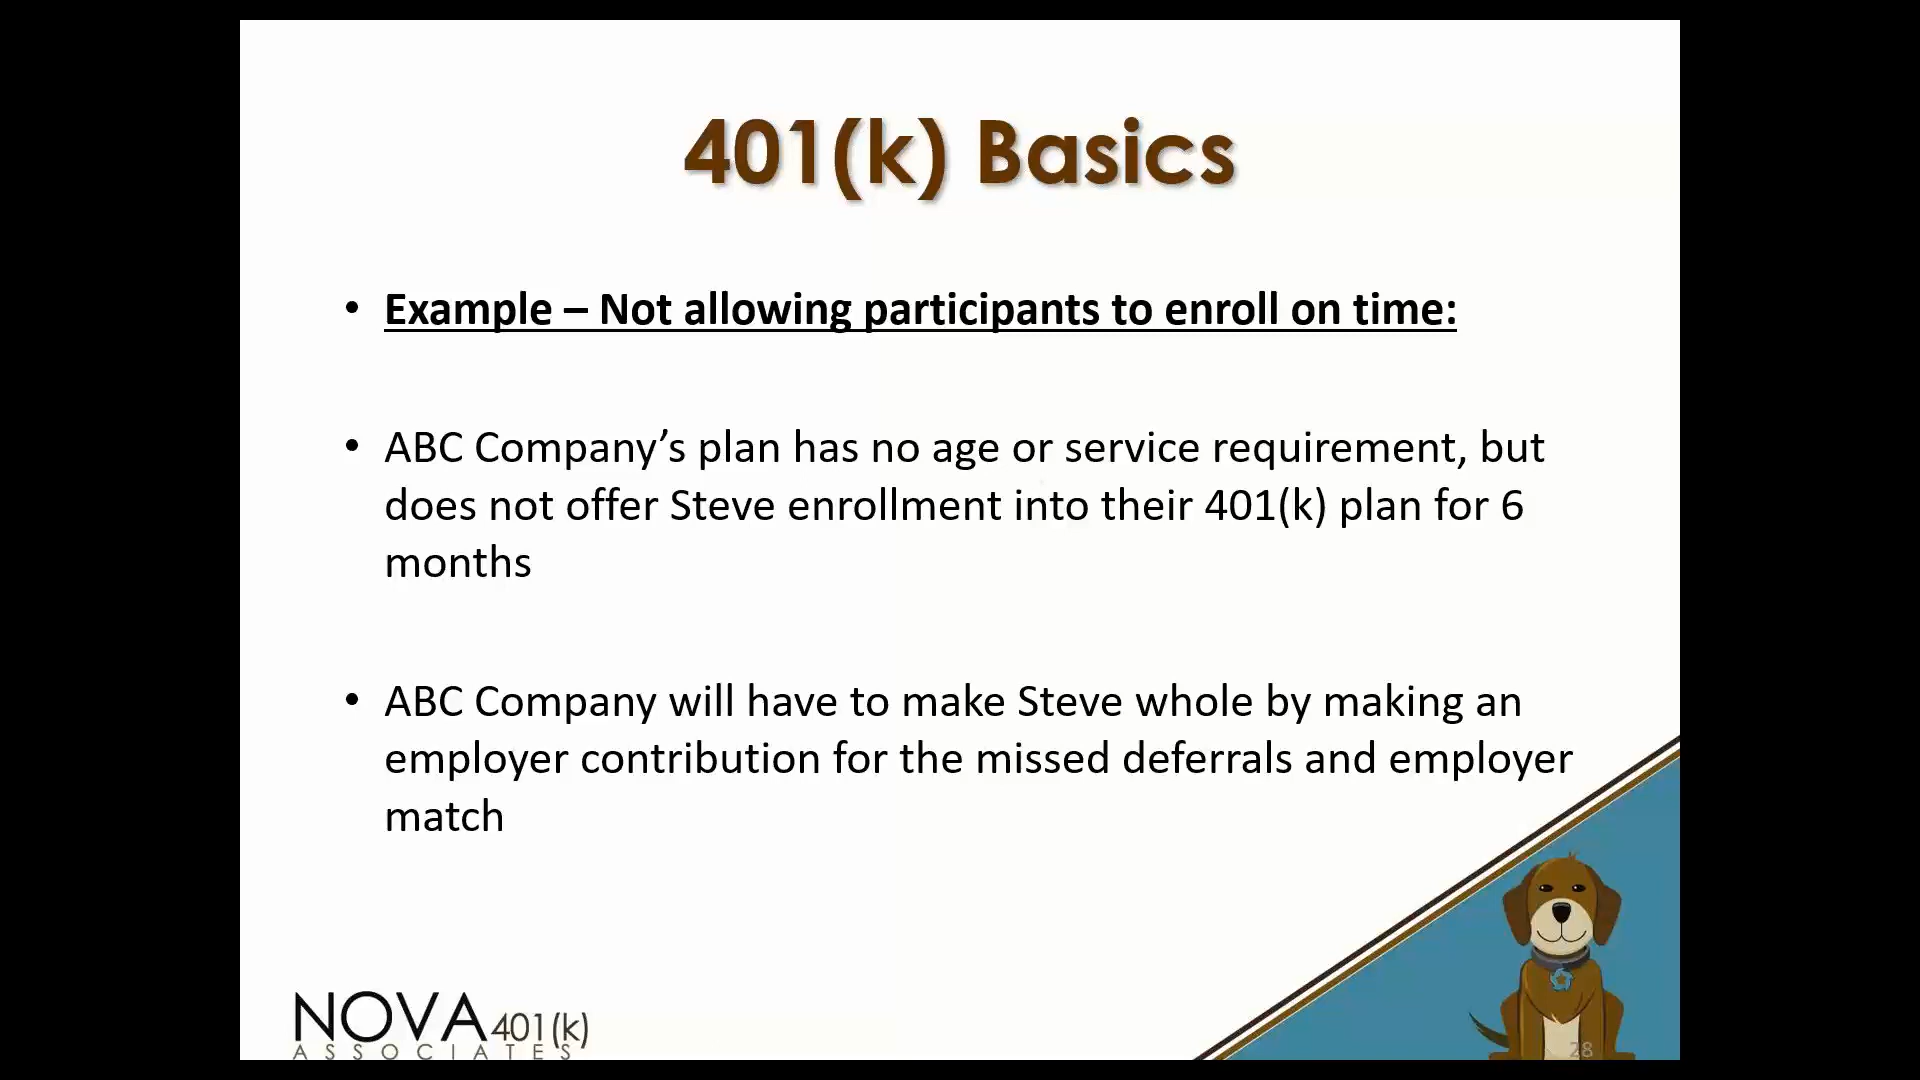 401(k) Basics
• Example – Not allowing participants to enroll on time:
• ABC Company’s plan has no age or service requirement, but
does not offer Steve enrollment into their 401(k) plan for 6
months
• ABC Company will have to make Steve whole by making an
employer contribution for the missed deferrals and employer
match
NOVA 401(k)
ASSOCIATES
28